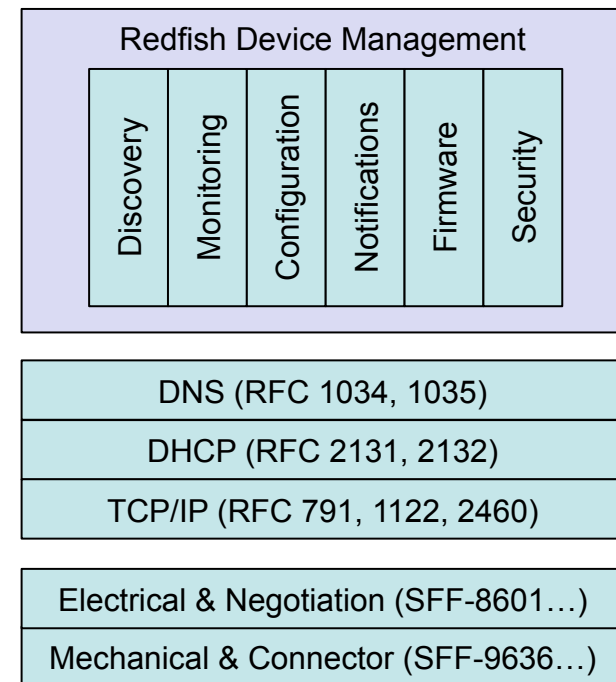 Redfish Device Management
Discovery
Monitoring
Configuration
Notifications
Firmware
Security
DNS (RFC 1034, 1035)
DHCP (RFC 2131, 2132)
TCP/IP (RFC 791, 1122, 2460)
Electrical & Negotiation (SFF-8601…)
Mechanical & Connector (SFF-9636…)